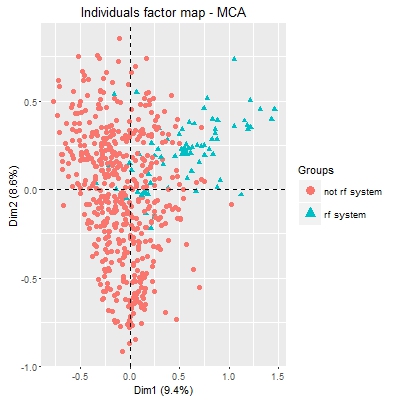 Individuals factor map - MCA
Dim2 (8.6%)
0.5
0.0
-0.5
-1.0
-0.5
0.0
0.5
1.0
1.5
Dim1 (9.4%)
Groups
not rf system
rf system